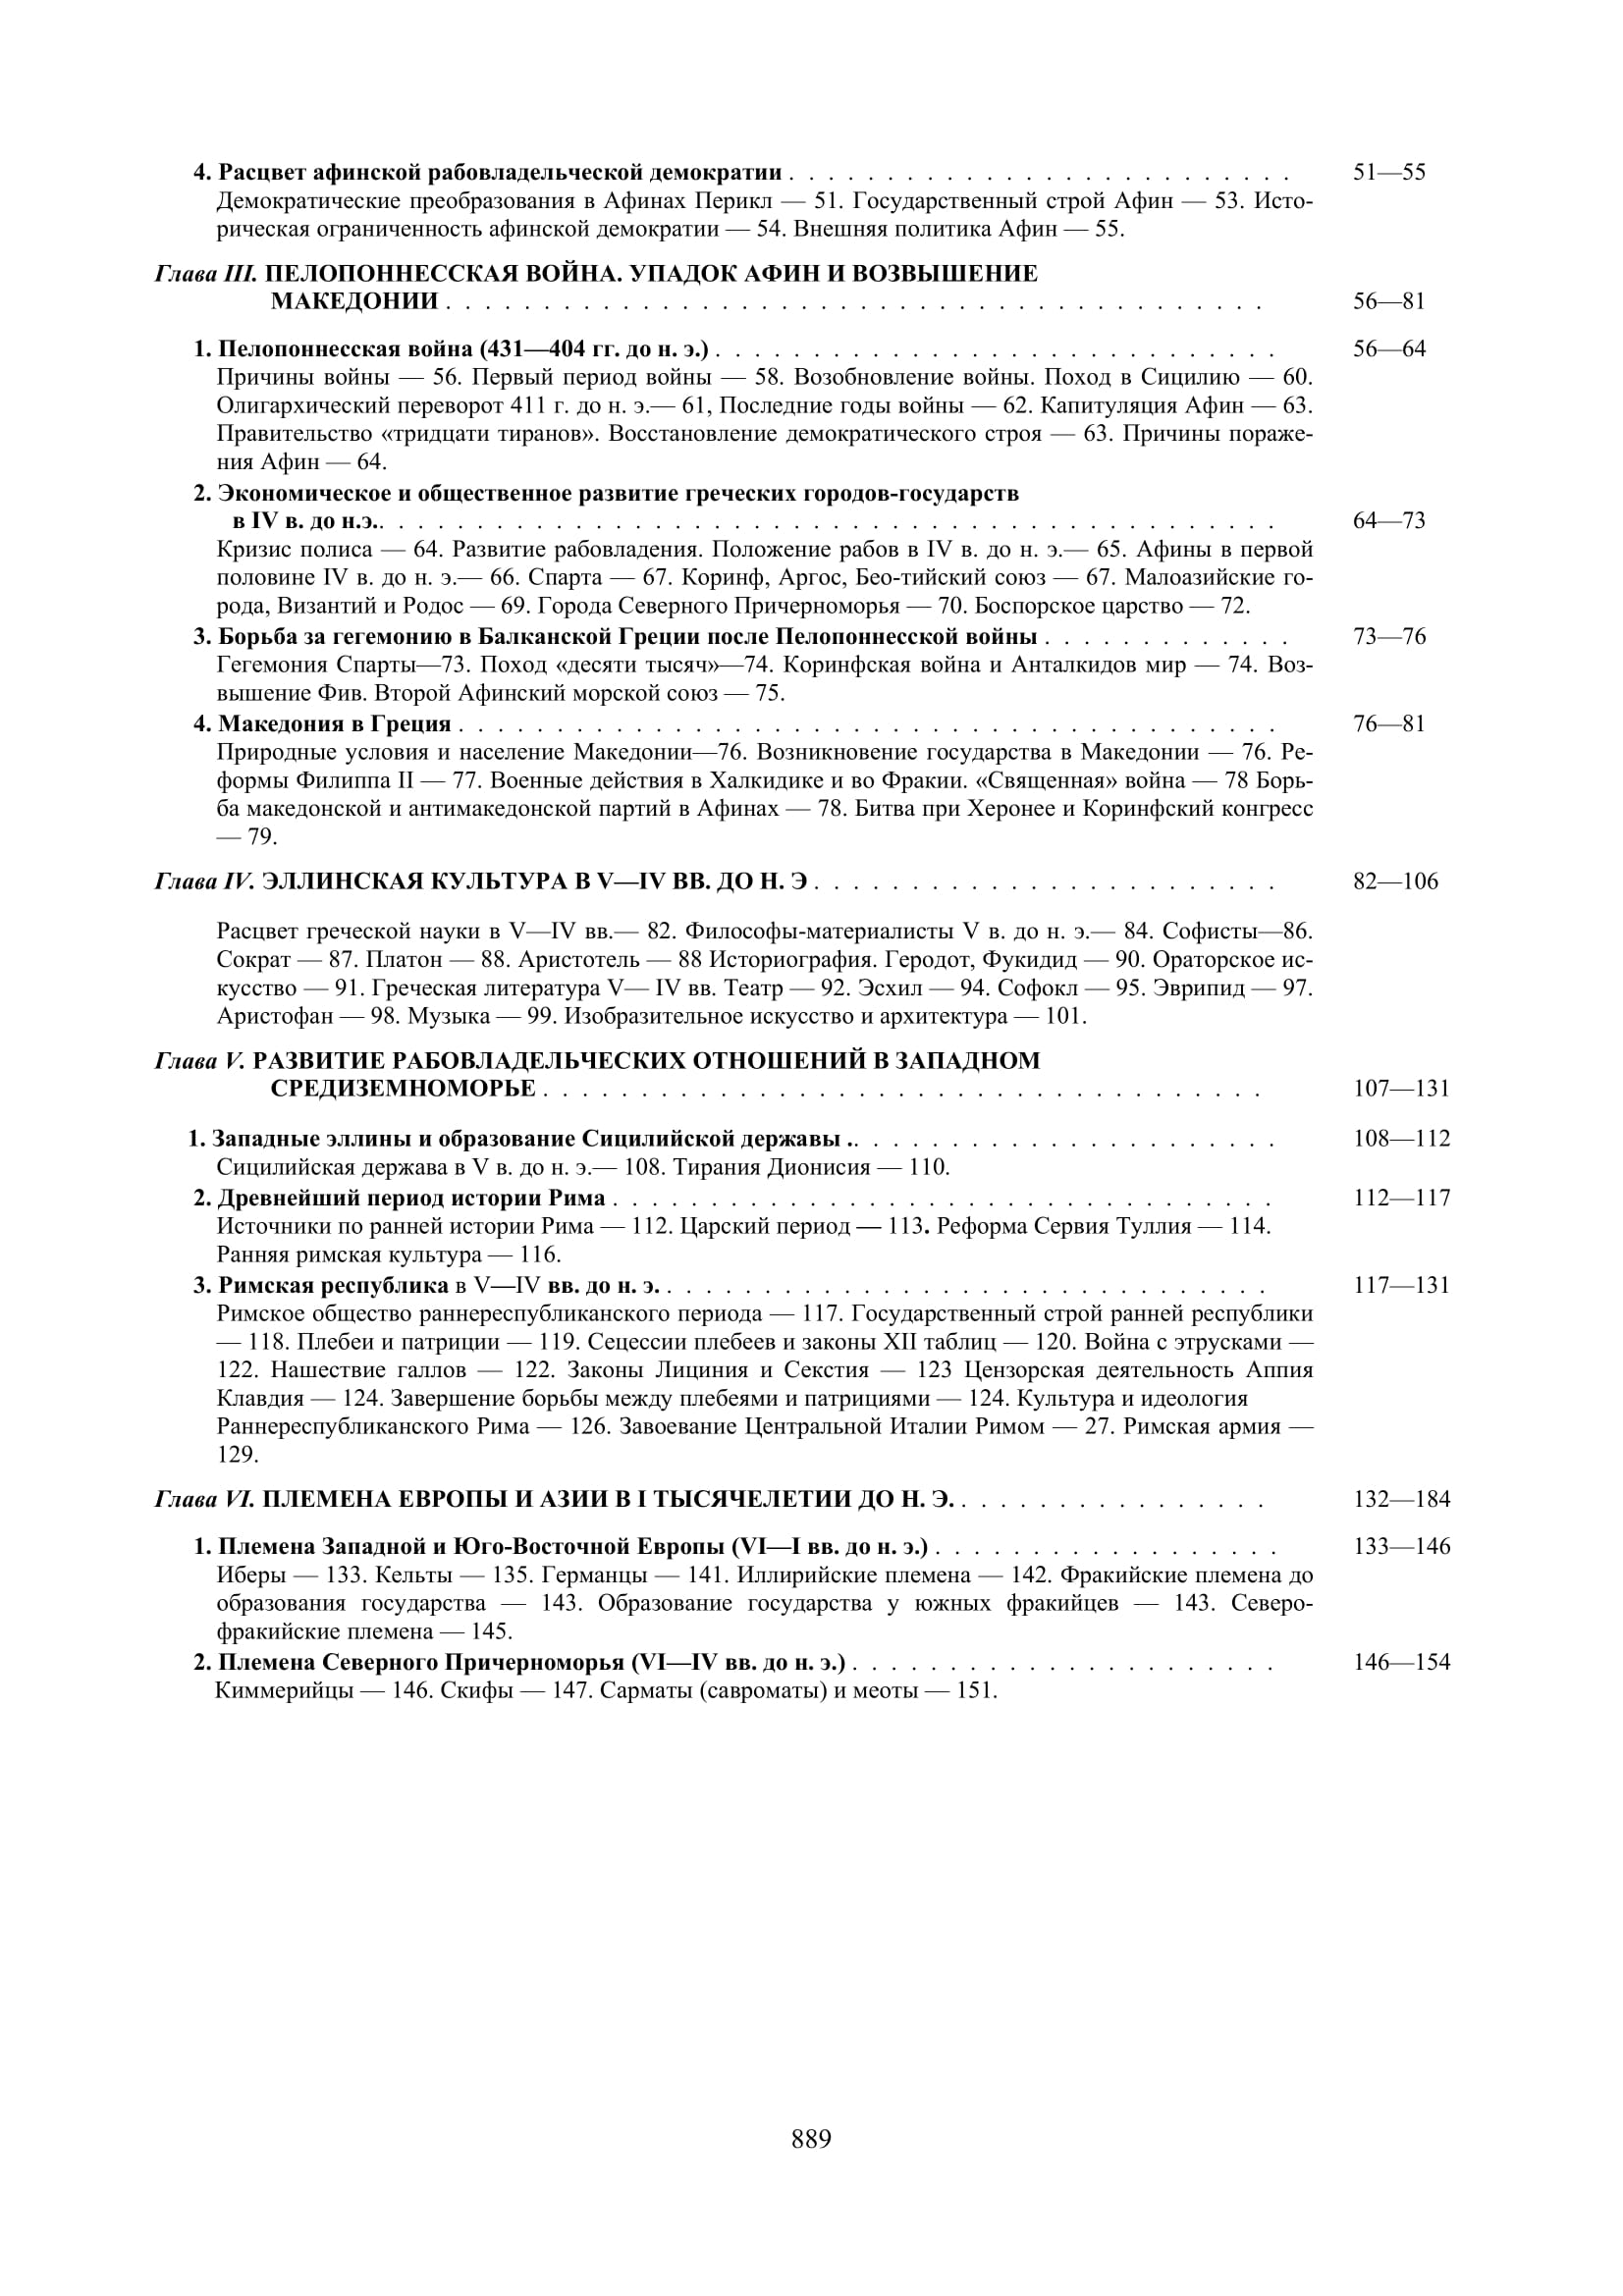 4. Расцвет афинской рабовладельческой демократии . . . . . . . . . . . . . . . . . . . . . . . . . . 51—55
Демократические преобразования в Афинах Перикл — 51. Государственный строй Афин — 53. Исто-
рическая ограниченность афинской демократии — 54. Внешняя политика Афин — 55.
Глава III. ПЕЛОПОННЕССКАЯ ВОЙНА. УПАДОК АФИН И ВОЗВЫШЕНИЕ
МАКЕДОНИИ . . . . . . . . . . . . . . . . . . . . . . . . . . . . . . . . . . . . . . . . . . 56—81
1. Пелопоннесская война (431—404 гг. до н. э.) . . . . . . . . . . . . . . . . . . . . . . . . . . . . . 56—64
Причины войны — 56. Первый период войны — 58. Возобновление войны. Поход в Сицилию — 60.
Олигархический переворот 411 г. до н. э.— 61, Последние годы войны — 62. Капитуляция Афин — 63.
Правительство «тридцати тиранов». Восстановление демократического строя — 63. Причины пораже-
ния Афин — 64.
2. Экономическое и общественное развитие греческих городов-государств
в IV в. до н.э.. . . . . . . . . . . . . . . . . . . . . . . . . . . . . . . . . . . . . . . . . . . . . . 64—73
Кризис полиса — 64. Развитие рабовладения. Положение рабов в IV в. до н. э.— 65. Афины в первой
половине IV в. до н. э.— 66. Спарта — 67. Коринф, Аргос, Бео-тийский союз — 67. Малоазийские го-
рода, Византий и Родос — 69. Города Северного Причерноморья — 70. Боспорское царство — 72.
3. Борьба за гегемонию в Балканской Греции после Пелопоннесской войны . . . . . . . . . . . . . 73—76
Гегемония Спарты—73. Поход «десяти тысяч»—74. Коринфская война и Анталкидов мир — 74. Воз-
вышение Фив. Второй Афинский морской союз — 75.
4. Македония в Греция . . . . . . . . . . . . . . . . . . . . . . . . . . . . . . . . . . . . . . . . . . 76—81
Природные условия и население Македонии—76. Возникновение государства в Македонии — 76. Ре-
формы Филиппа II — 77. Военные действия в Халкидике и во Фракии. «Священная» война — 78 Борь-
ба македонской и антимакедонской партий в Афинах — 78. Битва при Херонее и Коринфский конгресс
— 79.
Глава IV. ЭЛЛИНСКАЯ КУЛЬТУРА В V—IV ВВ. ДО Н. Э . . . . . . . . . . . . . . . . . . . . . . . . 82—106
Расцвет греческой науки в V—IV вв.— 82. Философы-материалисты V в. до н. э.— 84. Софисты—86.
Сократ — 87. Платон — 88. Аристотель — 88 Историография. Геродот, Фукидид — 90. Ораторское ис-
кусство — 91. Греческая литература V— IV вв. Театр — 92. Эсхил — 94. Софокл — 95. Эврипид — 97.
Аристофан — 98. Музыка — 99. Изобразительное искусство и архитектура — 101.
Глава V. РАЗВИТИЕ РАБОВЛАДЕЛЬЧЕСКИХ ОТНОШЕНИЙ В ЗАПАДНОМ
СРЕДИЗЕМНОМОРЬЕ . . . . . . . . . . . . . . . . . . . . . . . . . . . . . . . . . . . . . 107—131
1. Западные эллины и образование Сицилийской державы .. . . . . . . . . . . . . . . . . . . . . . 108—112
Сицилийская держава в V в. до н. э.— 108. Тирания Дионисия — 110.
2. Древнейший период истории Рима . . . . . . . . . . . . . . . . . . . . . . . . . . . . . . . . . . 112—117
Источники по ранней истории Рима — 112. Царский период — 113. Реформа Сервия Туллия — 114.
Ранняя римская культура — 116.
3. Римская республика в V—IV вв. до н. э. . . . . . . . . . . . . . . . . . . . . . . . . . . . . . . . 117—131
Римское общество раннереспубликанского периода — 117. Государственный строй ранней республики
— 118. Плебеи и патриции — 119. Сецессии плебеев и законы XII таблиц — 120. Война с этрусками —
122. Нашествие галлов — 122. Законы Лициния и Секстия — 123 Цензорская деятельность Аппия
Клавдия — 124. Завершение борьбы между плебеями и патрициями — 124. Культура и идеология
Раннереспубликанского Рима — 126. Завоевание Центральной Италии Римом — 27. Римская армия —
129.
Глава VI. ПЛЕМЕНА ЕВРОПЫ И АЗИИ В I ТЫСЯЧЕЛЕТИИ ДО Н. Э. . . . . . . . . . . . . . . . . 132—184
1. Племена Западной и Юго-Восточной Европы (VI—I вв. до н. э.) . . . . . . . . . . . . . . . . . . 133—146
Иберы — 133. Кельты — 135. Германцы — 141. Иллирийские племена — 142. Фракийские племена до
образования государства — 143. Образование государства у южных фракийцев — 143. Северо-
фракийские племена — 145.
2. Племена Северного Причерноморья (VI—IV вв. до н. э.) . . . . . . . . . . . . . . . . . . . . . . 146—154
Киммерийцы — 146. Скифы — 147. Сарматы (савроматы) и меоты — 151.
889